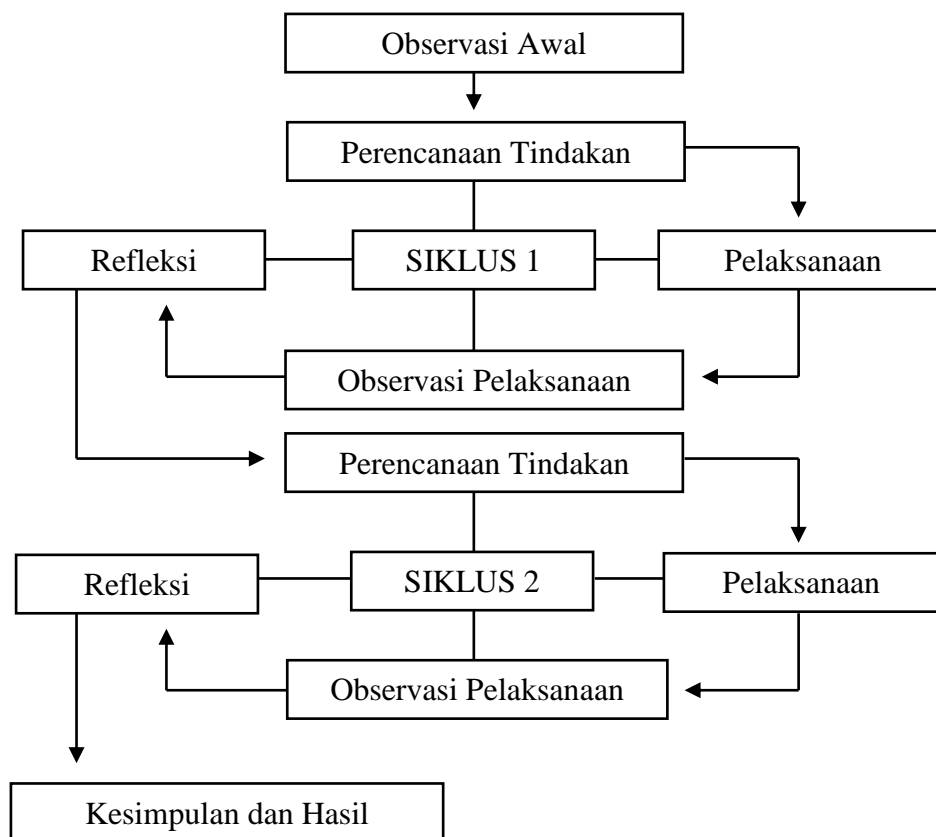 Observasi Awal
Perencanaan Tindakan
Refleksi
SIKLUS 1
Pelaksanaan
Observasi Pelaksanaan
Perencanaan Tindakan
Refleksi
SIKLUS 2
Pelaksanaan
Observasi Pelaksanaan
Kesimpulan dan Hasil